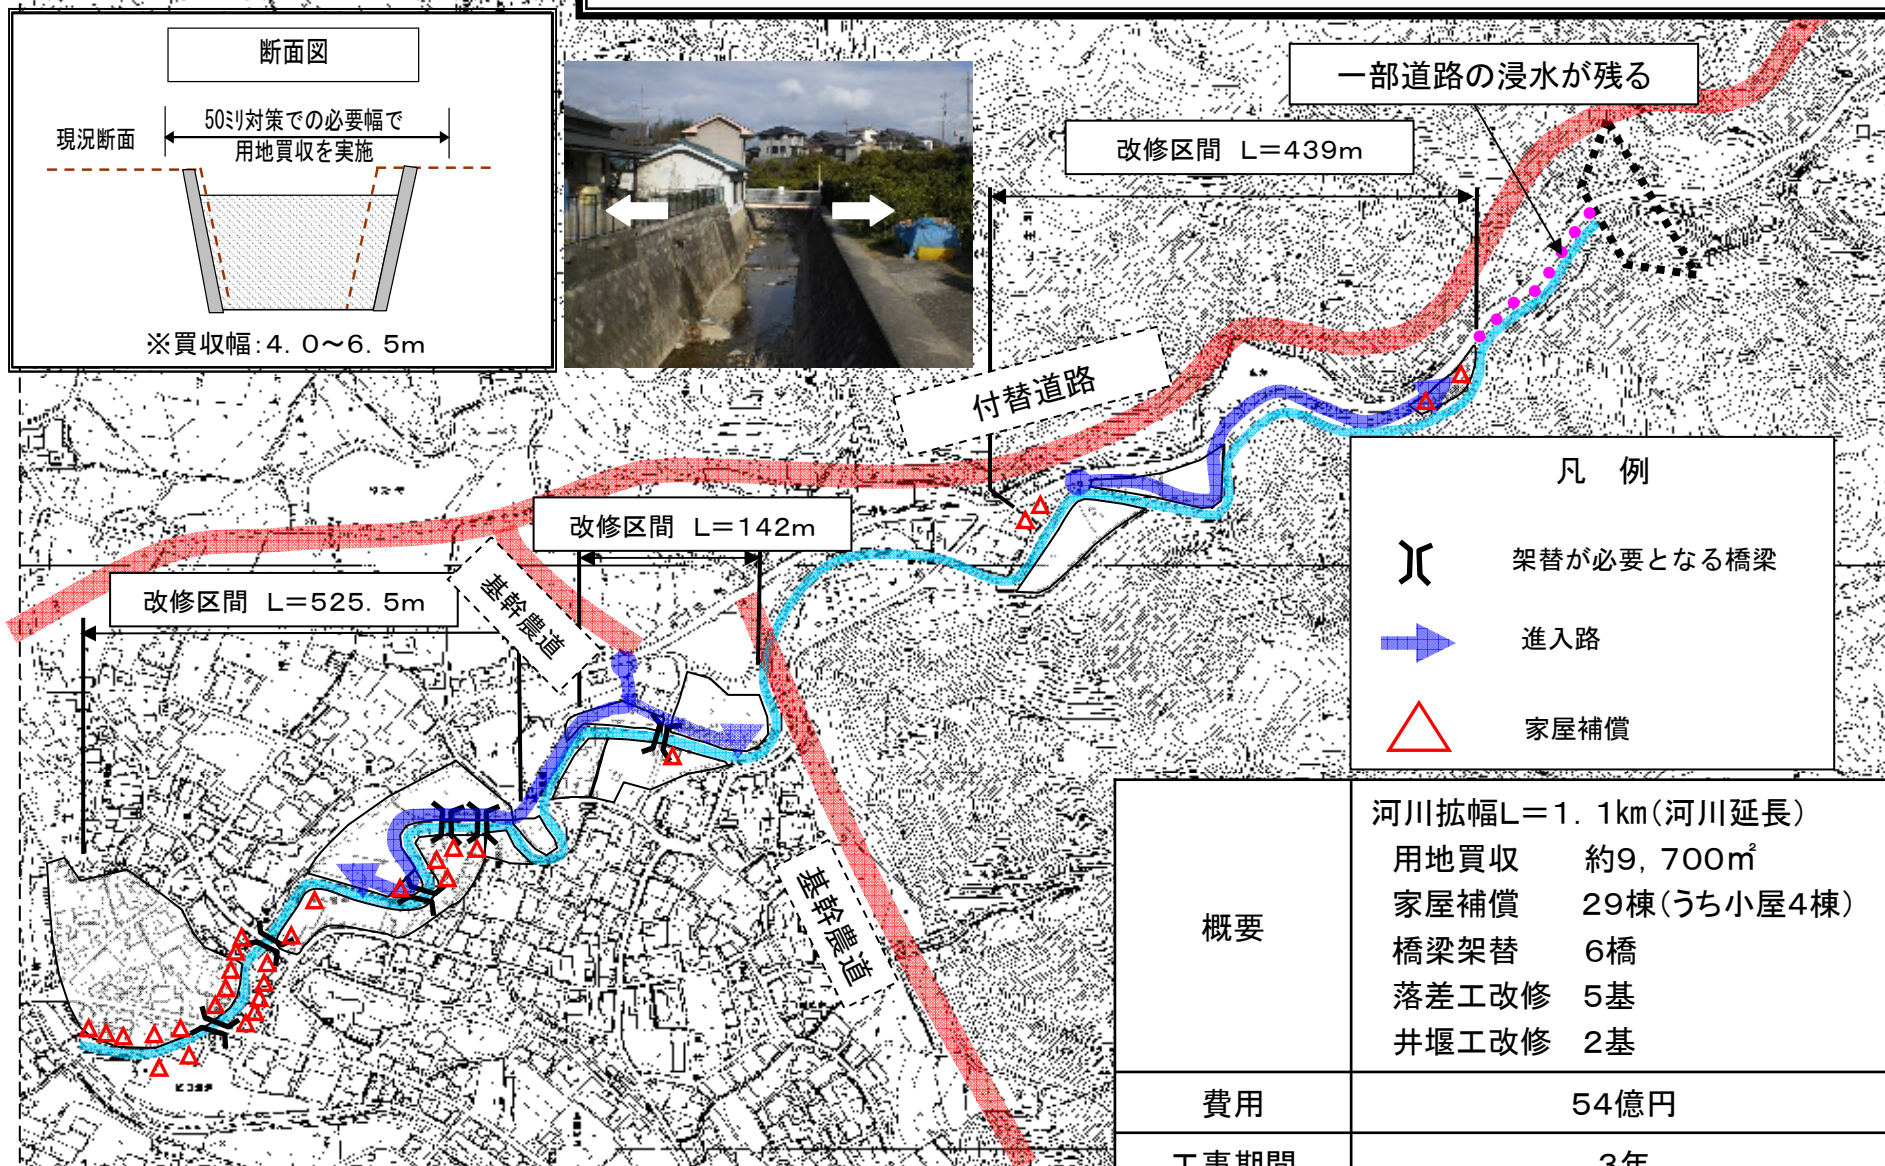 断面図
現況断面
50ミリ対策での必要幅で
用地買収を実施
※買収幅:4.0～6.5m
一部道路の浸水が残る
改修区間 L=439m
付替道路
改修区間 L=142m
基幹農道
改修区間 L=525.5m
基幹農道
凡 例
架替が必要となる橋梁
進入路
家屋補償
概要
河川拡幅L=1.1km(河川延長)
用地買収 約9,700㎡
家屋補償 29棟(うち小屋4棟)
橋梁架替 6橋
落差工改修 5基
井堰工改修 2基
費用 54億円
工事期間 3年